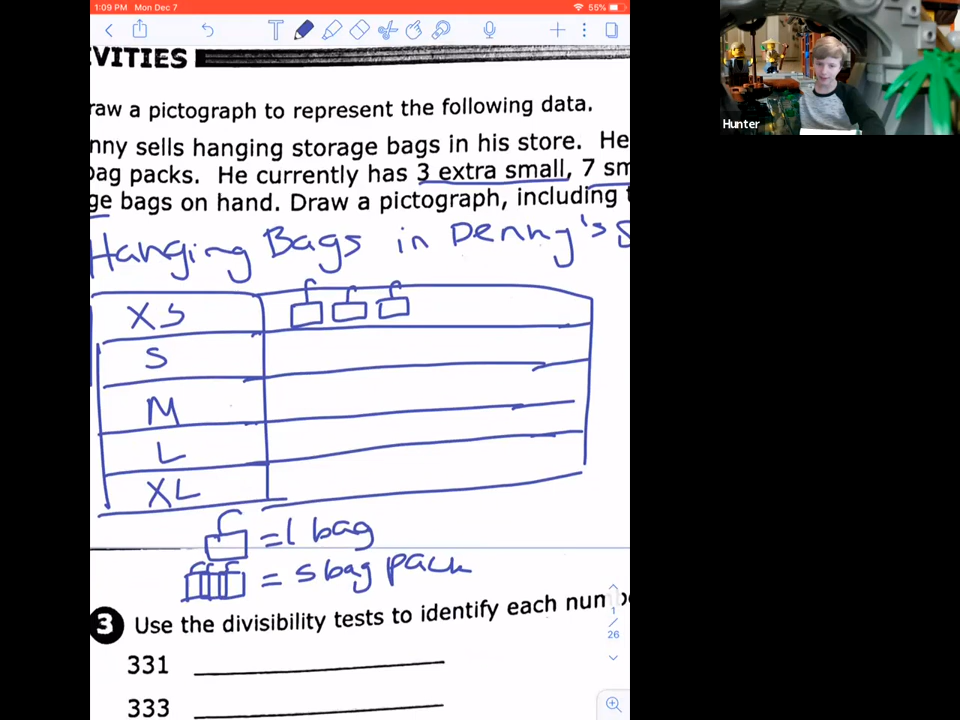 1:09 PM Mon Dec 7
55%
T
VITIES
raw a pictograph to represent the following data.
nny sells hanging storage bags in his store. He
bag packs. He currently has 3 extra small, 7 sm
ge bags on hand. Draw a pictograph, including t
Hanging Bags in Denny's S
XS
S
M
L
XL
= 1 bag
= 5 bag pack
3 Use the divisibility tests to identify each numb
331
333
1
/
26
Hunter